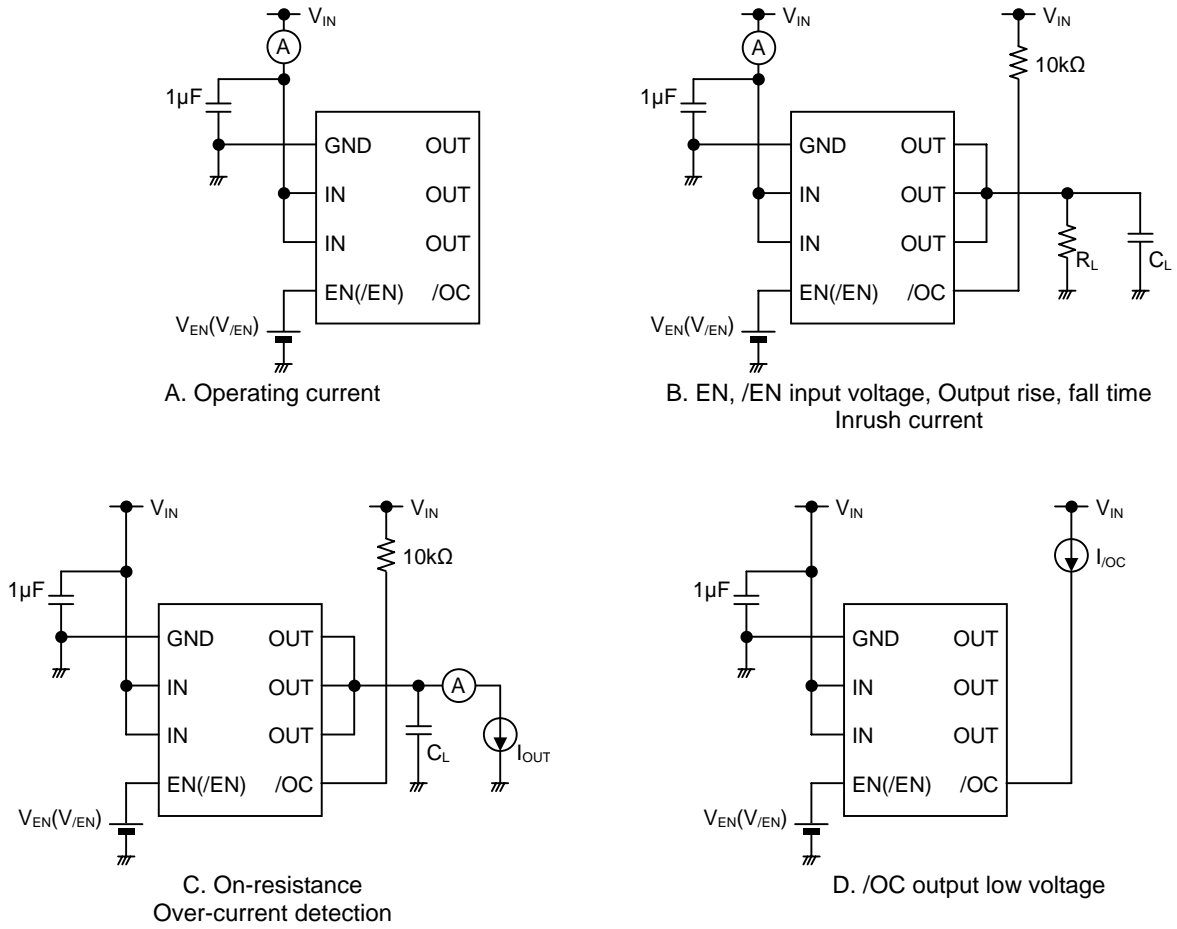 V_IN
A
1μF
GND OUT
IN OUT
IN OUT
EN(/EN) /OC
V_EN(V_/EN)
A. Operating current
V_IN V_IN
A
10kΩ
1μF
GND OUT
IN OUT
IN OUT
R_L C_L
EN(/EN) /OC
V_EN(V_/EN)
B. EN, /EN input voltage, Output rise, fall time
Inrush current
V_IN V_IN
10kΩ
1μF
GND OUT
IN OUT A
IN OUT
C_L I_OUT
EN(/EN) /OC
V_EN(V_/EN)
C. On-resistance
Over-current detection
V_IN V_IN
I_/OC
1μF
GND OUT
IN OUT
IN OUT
EN(/EN) /OC
V_EN(V_/EN)
D. /OC output low voltage